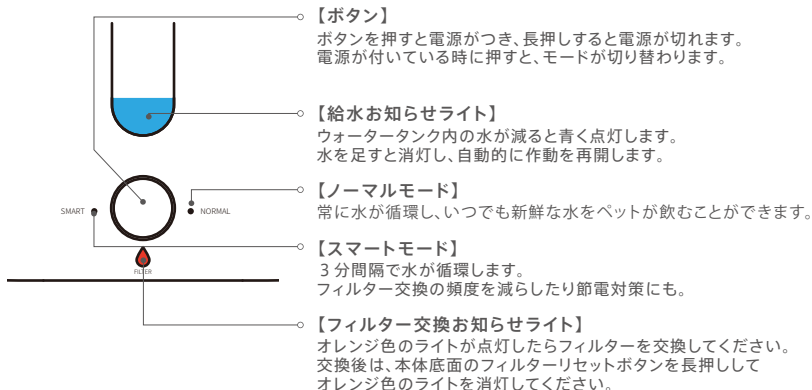 【ボタン】
ボタンを押すと電源がつき、長押しすると電源が切れます。
電源が付いている時に押すと、モードが切り替わります。
【給水お知らせライト】
ウォータータンク内の水が減ると青く点灯します。
水を足すと消灯し、自動的に作動を再開します。
SMART
NORMAL
【ノーマルモード】
常に水が循環し、いつでも新鮮な水をペットが飲むことができます。
【スマートモード】
３分間隔で水が循環します。
フィルター交換の頻度を減らしたり節電対策にも。
FILTER
【フィルター交換お知らせライト】
オレンジ色のライトが点灯したらフィルターを交換してください。
交換後は、本体底面のフィルターリセットボタンを長押しして
オレンジ色のライトを消灯してください。